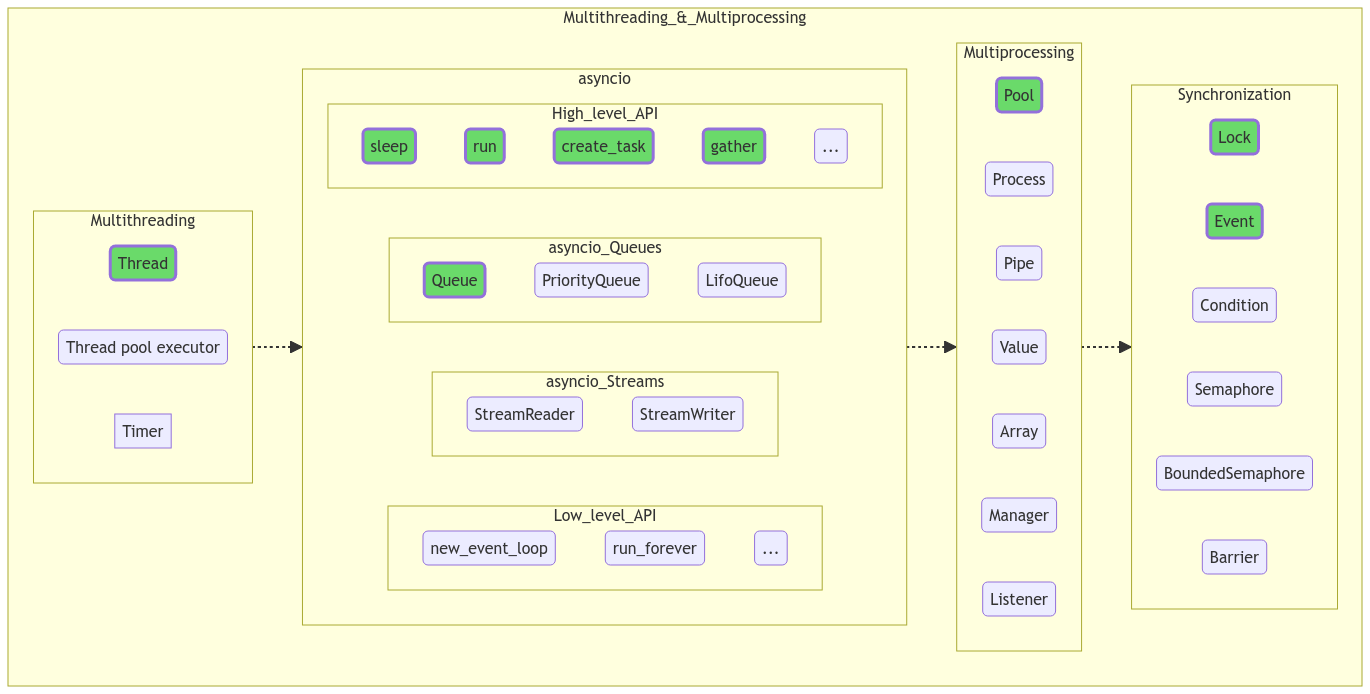 Multithreading_&_Multiprocessing
Multithreading
Thread
Thread pool executor
Timer
asyncio
High_level_API
sleep
run
create_task
gather
...
asyncio_Queues
Queue
PriorityQueue
LifoQueue
asyncio_Streams
StreamReader
StreamWriter
Low_level_API
new_event_loop
run_forever
...
Multiprocessing
Pool
Process
Pipe
Value
Array
Manager
Listener
Synchronization
Lock
Event
Condition
Semaphore
BoundedSemaphore
Barrier